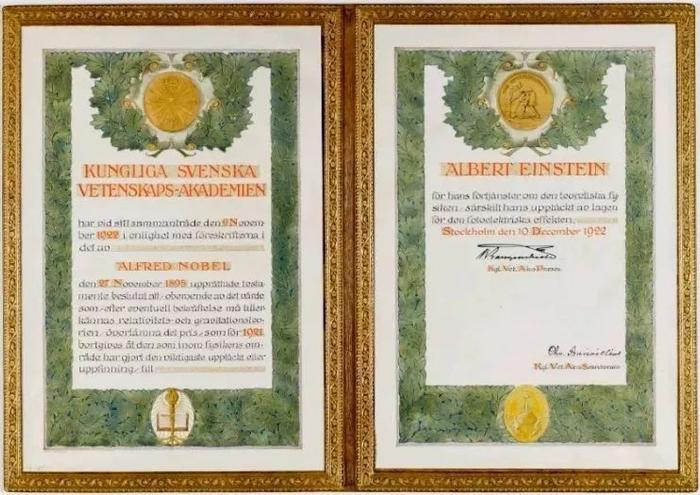 KUNGLIGA SVENSKA
VETENSKAPS-AKADEMIEN
har vid sitt sammanträde den 9 Novem
ber 1922 i enlighet med föreskrifterna i
det av
ALFRED NOBEL
den 27 November 1895 upprättade testa
mente beslutat att, oberoende av det värde
som, efter eventuell bekräftelse må tiller
kännas relativitets- och gravitationsteo
rien, överlämna det pris, som för 1921
bortgives åt den som inom fysikens om
råde har gjort den viktigaste upptäckt eller
uppfinning, till
ALBERT EINSTEIN
för hans förtjänster om den teoretiska fy
siken, särskilt hans upptäckt av lagen
för den fotoelektriska effekten.
Stockholm den 10 December 1922
Kgl. Vet. Akad:s Preses.
Kgl. Vet. Akad:s Sekreterare